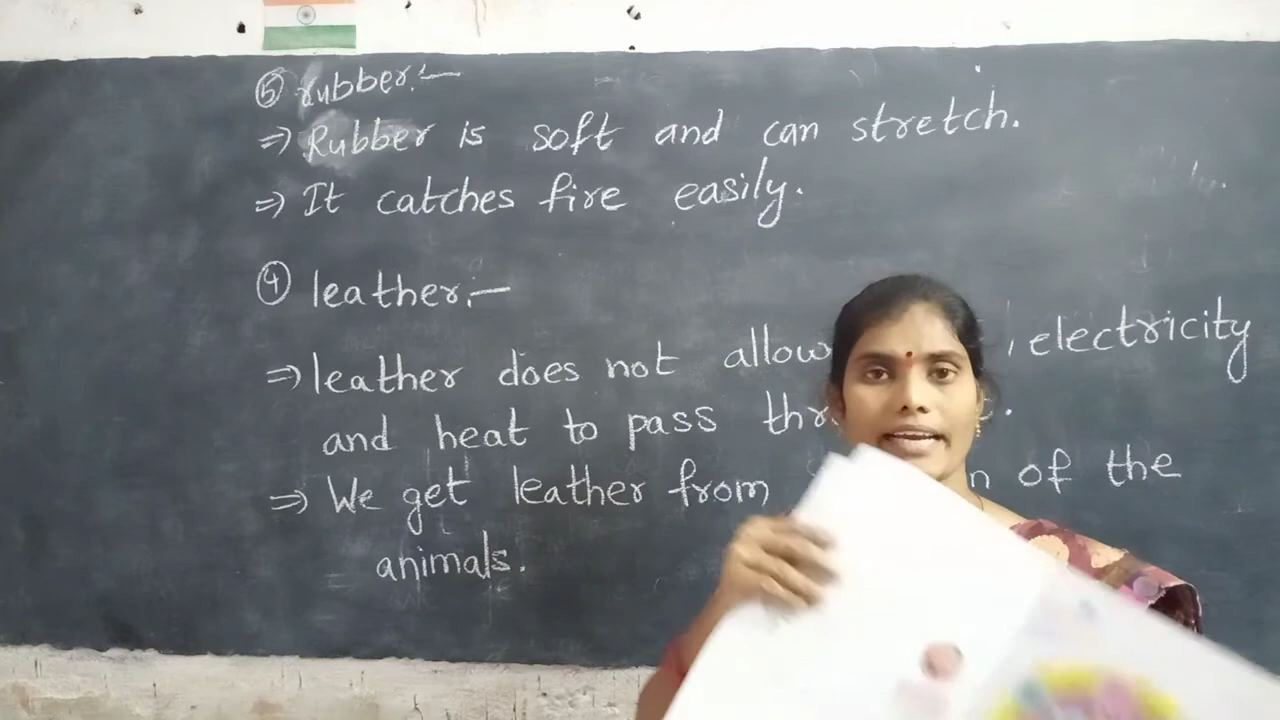 ⑤ rubber:-
⇒ Rubber is soft and can stretch.
⇒ It catches fire easily.
④ leather:-
⇒ leather does not allow electricity
and heat to pass
⇒ We get leather from of the
animals.